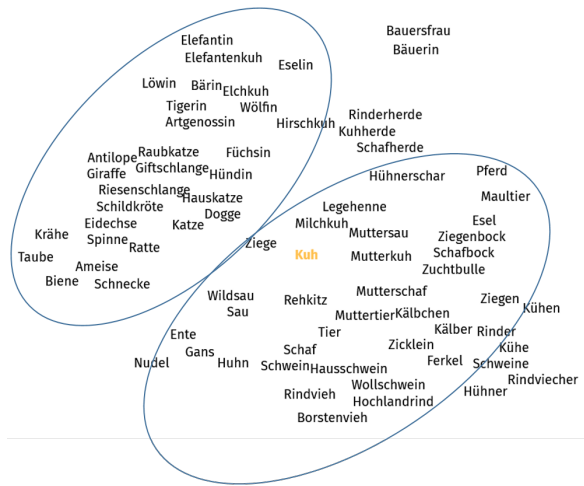 Bauersfrau
Elefantin
Bäuerin
Elefantenkuh
Eselin
Löwin
Bärin
Elchkuh
Tigerin
Wölfin
Artgenossin
Hirschkuh
Rinderherde
Kuhherde
Schafherde
Raubkatze
Füchsin
Antilope
Giftschlange
Giraffe
Hündin
Hühnerschar
Pferd
Riesenschlange
Hauskatze
Maultier
Schildkröte
Dogge
Legehenne
Eidechse
Katze
Milchkuh
Esel
Krähe
Spinne
Muttersau
Ziegenbock
Ratte
Ziege
Taube
Kuh
Mutterkuh
Schafbock
Ameise
Zuchtbulle
Biene
Schnecke
Wildsau
Rehkitz
Mutterschaf
Ziegen
Sau
Muttertier
Kälbchen
Kühen
Ente
Tier
Kälber
Rinder
Gans
Schaf
Zicklein
Kühe
Nudel
Huhn
Schwein
Hausschwein
Ferkel
Schweine
Rindviecher
Rindvieh
Wollschwein
Hühner
Hochlandrind
Borstenvieh